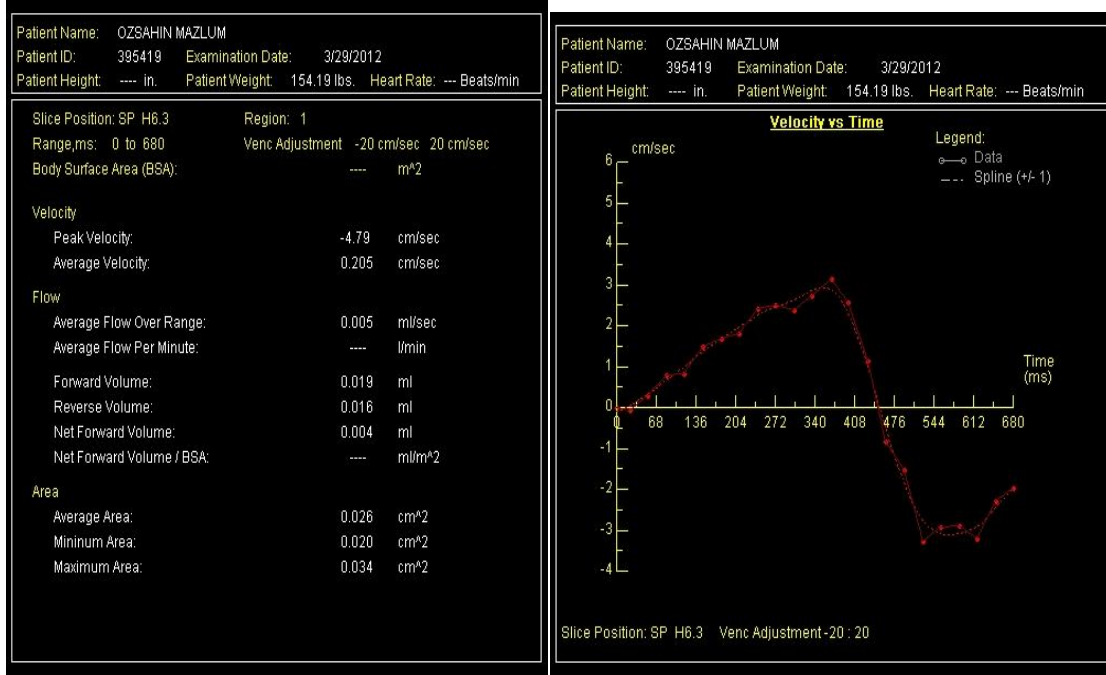 Patient Name: OZSAHIN MAZLUM
Patient ID: 395419 Examination Date: 3/29/2012
Patient Height: ---- in. Patient Weight: 154.19 lbs. Heart Rate: --- Beats/min
Slice Position: SP H6.3 Region: 1
Range,ms: 0 to 680 Venc Adjustment -20 cm/sec 20 cm/sec
Body Surface Area (BSA): ---- m^2
Velocity
Peak Velocity: -4.79 cm/sec
Average Velocity: 0.205 cm/sec
Flow
Average Flow Over Range: 0.005 ml/sec
Average Flow Per Minute: ---- l/min
Forward Volume: 0.019 ml
Reverse Volume: 0.016 ml
Net Forward Volume: 0.004 ml
Net Forward Volume / BSA: ---- ml/m^2
Area
Average Area: 0.026 cm^2
Mininum Area: 0.020 cm^2
Maximum Area: 0.034 cm^2
Patient Name: OZSAHIN MAZLUM
Patient ID: 395419 Examination Date: 3/29/2012
Patient Height: ---- in. Patient Weight: 154.19 lbs. Heart Rate: --- Beats/min
Velocity vs Time
Legend:
Data
Spline (+/- 1)
cm/sec
6
5
4
3
2
1
0
-1
-2
-3
-4
0 68 136 204 272 340 408 476 544 612 680
Time
(ms)
Slice Position: SP H6.3 Venc Adjustment -20 : 20